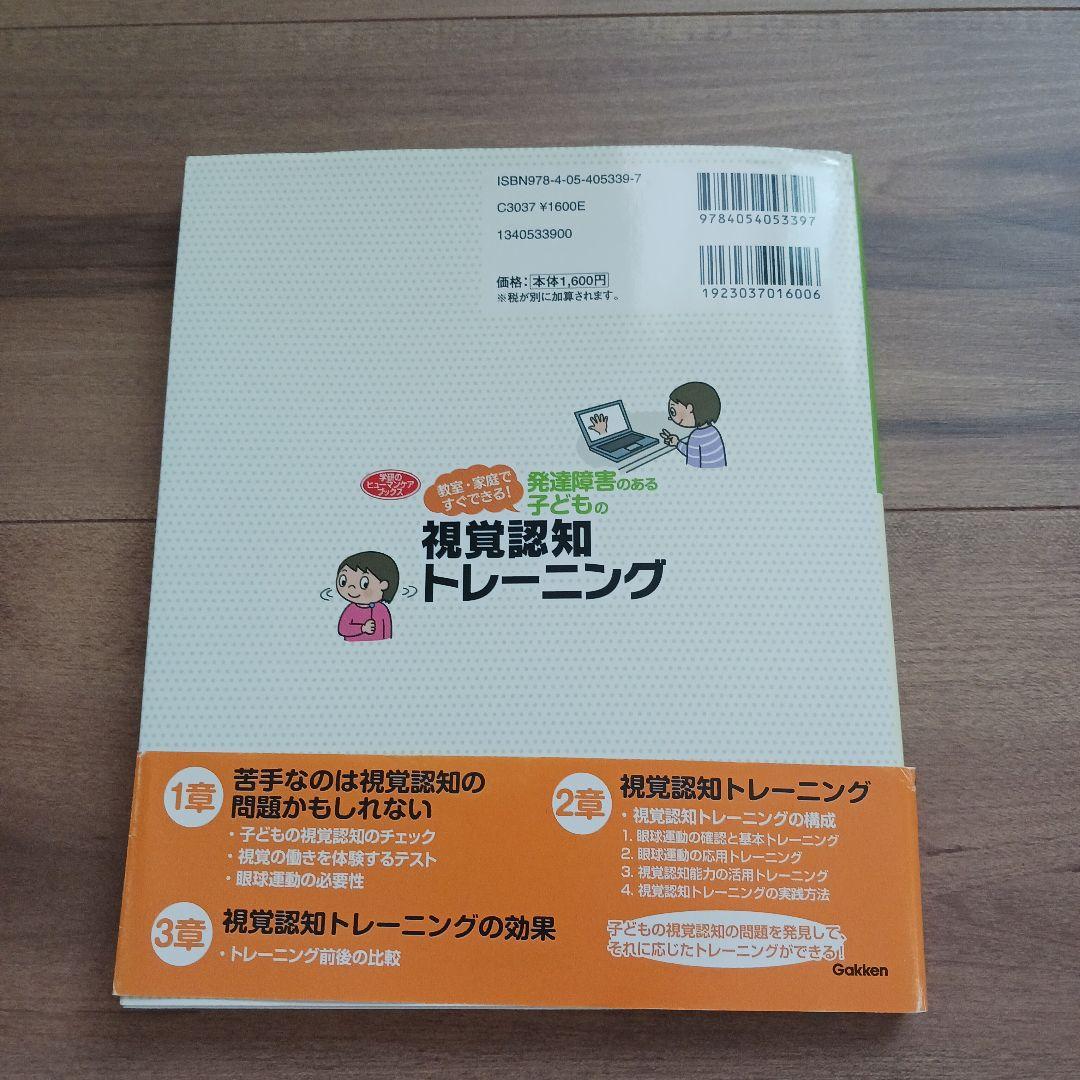 ISBN978-4-05-405339-7
C3037 ¥1600E
1340533900
価格：本体1,600円
※税が別に加算されます。
9784054053397
1923037016006
学研の
ヒューマンケア
ブックス
教室・家庭で
すぐできる！
発達障害のある
子どもの
視覚認知
トレーニング
1章
苦手なのは視覚認知の
問題かもしれない
・子どもの視覚認知のチェック
・視覚の働きを体験するテスト
・眼球運動の必要性
2章
視覚認知トレーニング
・視覚認知トレーニングの構成
1. 眼球運動の確認と基本トレーニング
2. 眼球運動の応用トレーニング
3. 視覚認知能力の活用トレーニング
4. 視覚認知トレーニングの実践方法
3章
視覚認知トレーニングの効果
・トレーニング前後の比較
子どもの視覚認知の問題を発見して、
それに応じたトレーニングができる！
Gakken